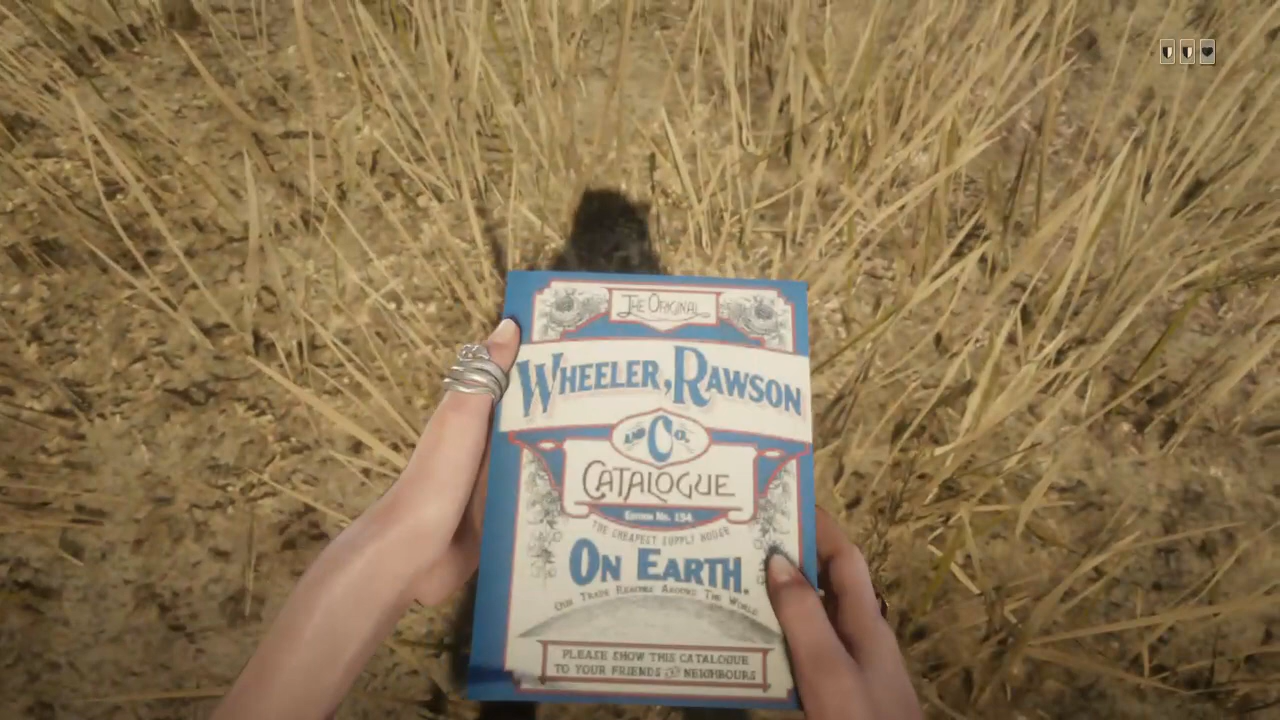 The Original
Wheeler, Rawson
and Co.
Catalogue
Edition No. 154
The Cheapest Supply House
On Earth.
Our Trade Reaches Around The World
PLEASE SHOW THIS CATALOGUE
TO YOUR FRIENDS & NEIGHBOURS